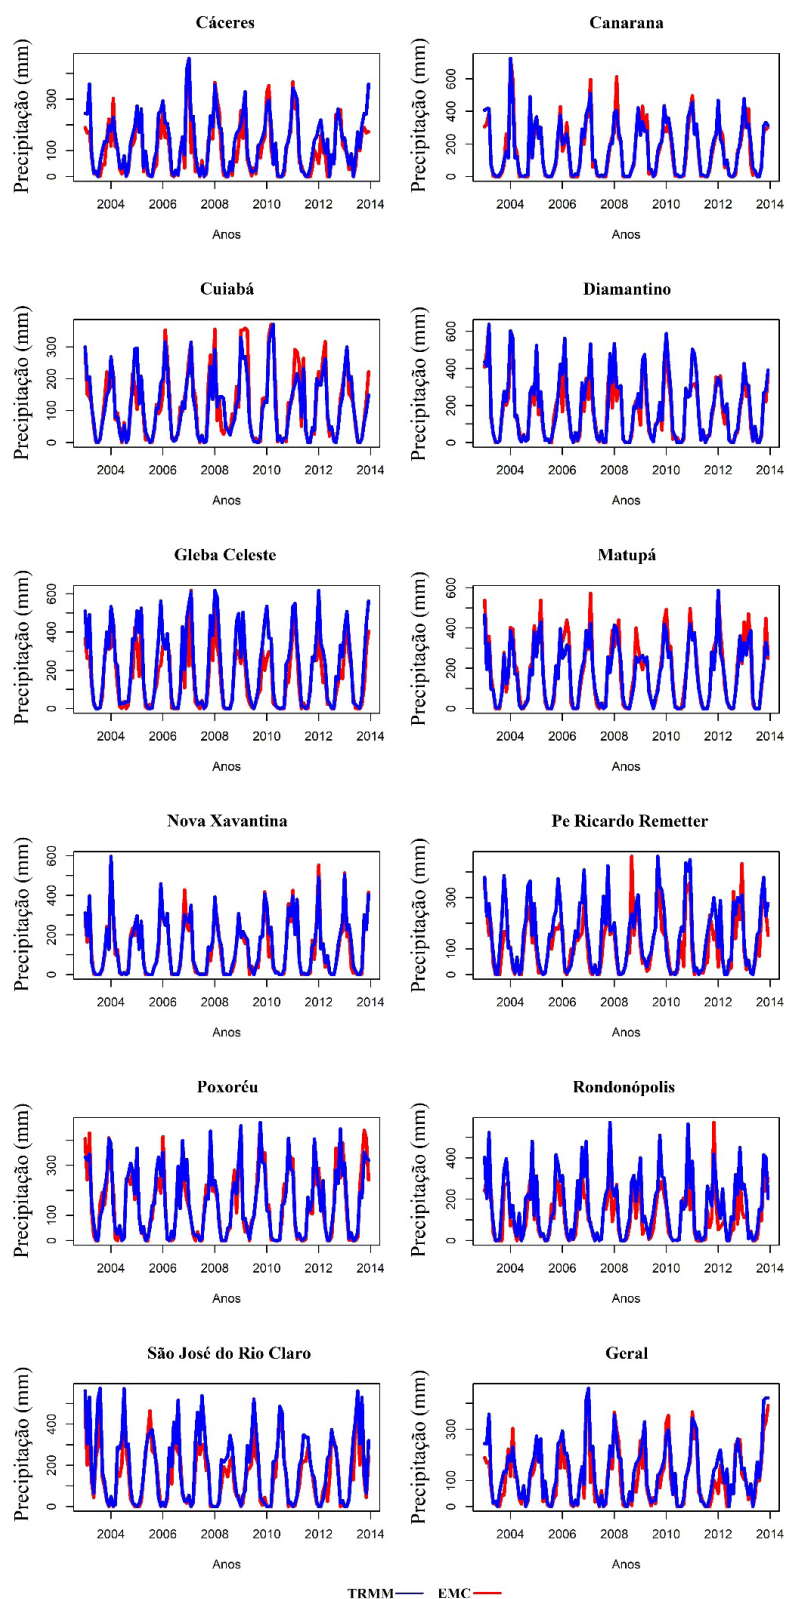 Cáceres
Precipitação (mm)
0 100 300
2004 2006 2008 2010 2012 2014
Anos
Canarana
Precipitação (mm)
0 200 400 600
2004 2006 2008 2010 2012 2014
Anos
Cuiabá
Precipitação (mm)
0 100 200 300
2004 2006 2008 2010 2012 2014
Anos
Diamantino
Precipitação (mm)
0 200 400 600
2004 2006 2008 2010 2012 2014
Anos
Gleba Celeste
Precipitação (mm)
0 200 400 600
2004 2006 2008 2010 2012 2014
Anos
Matupá
Precipitação (mm)
0 200 400 600
2004 2006 2008 2010 2012 2014
Anos
Nova Xavantina
Precipitação (mm)
0 200 400 600
2004 2006 2008 2010 2012 2014
Anos
Pe Ricardo Remetter
Precipitação (mm)
0 100 300
2004 2006 2008 2010 2012 2014
Anos
Poxoréu
Precipitação (mm)
0 100 300
2004 2006 2008 2010 2012 2014
Anos
Rondonópolis
Precipitação (mm)
0 200 400
2004 2006 2008 2010 2012 2014
Anos
São José do Rio Claro
Precipitação (mm)
0 200 400
2004 2006 2008 2010 2012 2014
Anos
Geral
Precipitação (mm)
0 100 300
2004 2006 2008 2010 2012 2014
Anos
TRMM EMC